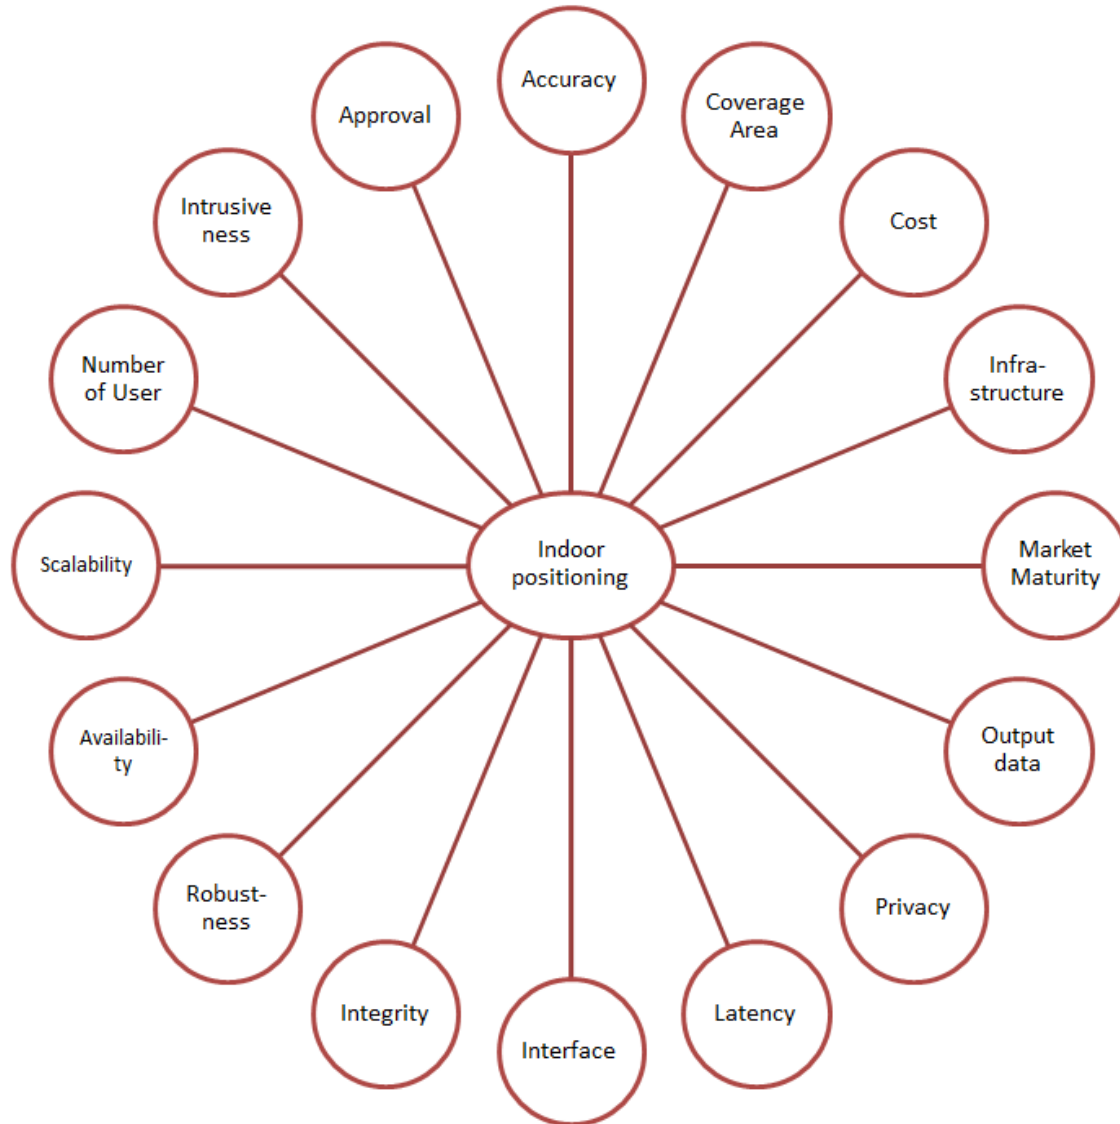 Accuracy
Coverage
Area
Cost
Infra-
structure
Market
Maturity
Output
data
Privacy
Latency
Interface
Integrity
Robust-
ness
Availabili-
ty
Scalability
Number
of User
Intrusive
ness
Approval
Indoor
positioning